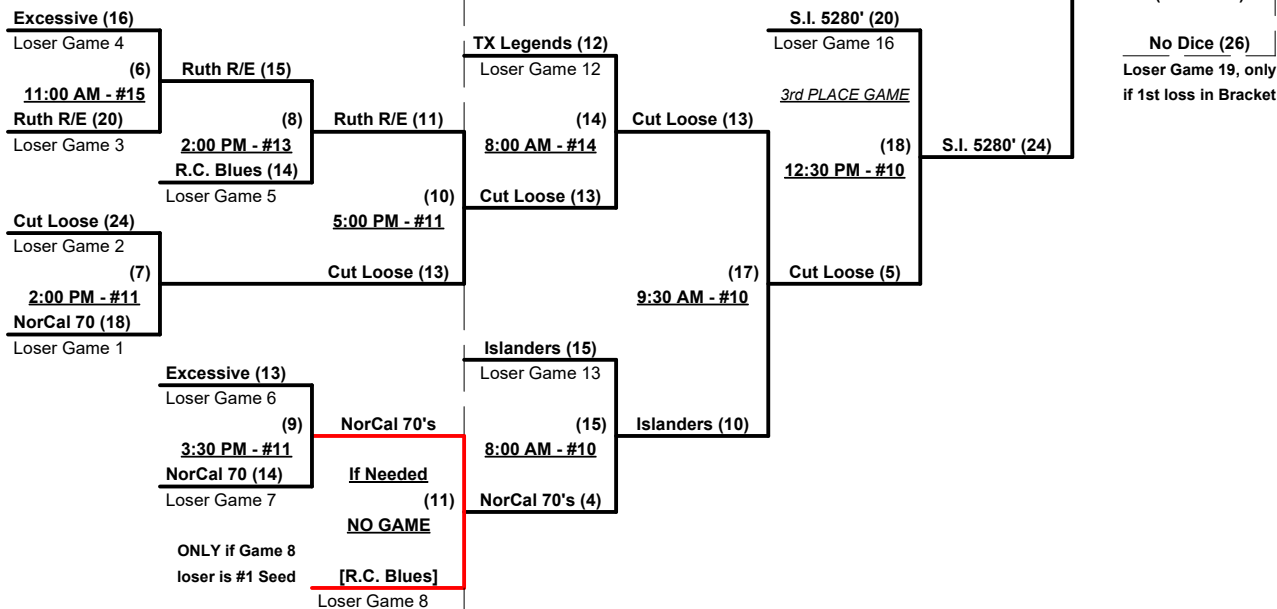 Excessive (16)
S.I. 5280' (20)
Loser Game 4
TX Legends (12)
Loser Game 16
No Dice (26)
(6)
Ruth R/E (15)
Loser Game 12
Loser Game 19, only
11:00 AM - #15
3rd PLACE GAME
if 1st loss in Bracket
Ruth R/E (20)
(8)
Ruth R/E (11)
(14)
Cut Loose (13)
Loser Game 3
2:00 PM - #13
8:00 AM - #14
(18)
S.I. 5280' (24)
R.C. Blues (14)
12:30 PM - #10
Loser Game 5
(10)
Cut Loose (13)
Cut Loose (24)
5:00 PM - #11
Loser Game 2
(7)
Cut Loose (13)
(17)
Cut Loose (5)
2:00 PM - #11
9:30 AM - #10
NorCal 70 (18)
Loser Game 1
Islanders (15)
Excessive (13)
Loser Game 13
Loser Game 6
(9)
NorCal 70's
(15)
Islanders (10)
3:30 PM - #11
8:00 AM - #10
NorCal 70 (14)
If Needed
Loser Game 7
(11)
NorCal 70's (4)
NO GAME
ONLY if Game 8
loser is #1 Seed
[R.C. Blues]
Loser Game 8